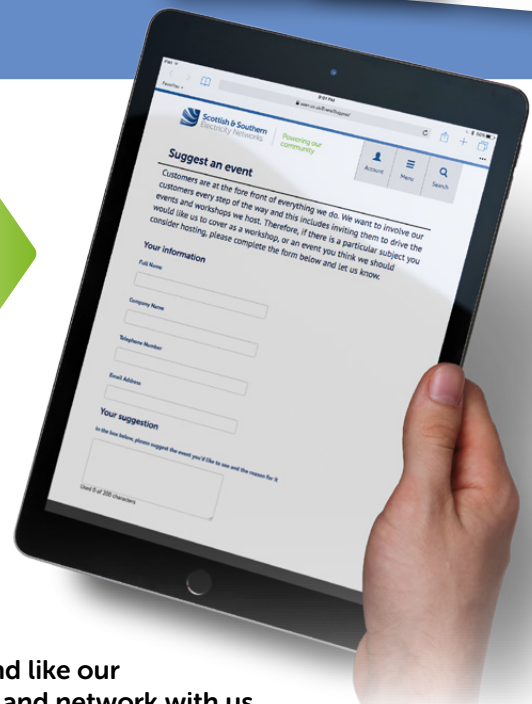 9:41 PM
Favorites
Scottish & Southern
Electricity Networks
Powering our
community
Account
Menu
Search
Suggest an event
Customers are at the fore front of everything we do. We want to involve our
customers every step of the way and this includes inviting them to drive the
events and workshops we host. Therefore, if there is a particular subject you
would like us to cover as a workshop, or an event you think we should
consider hosting, please complete the form below and let us know.
Your information
Full Name
Company Name
Telephone Number
Email Address
Your suggestion
In the box below, please suggest the event you'd like to see and the reason for it
Used 0 of 200 characters
nd like our
and network with us